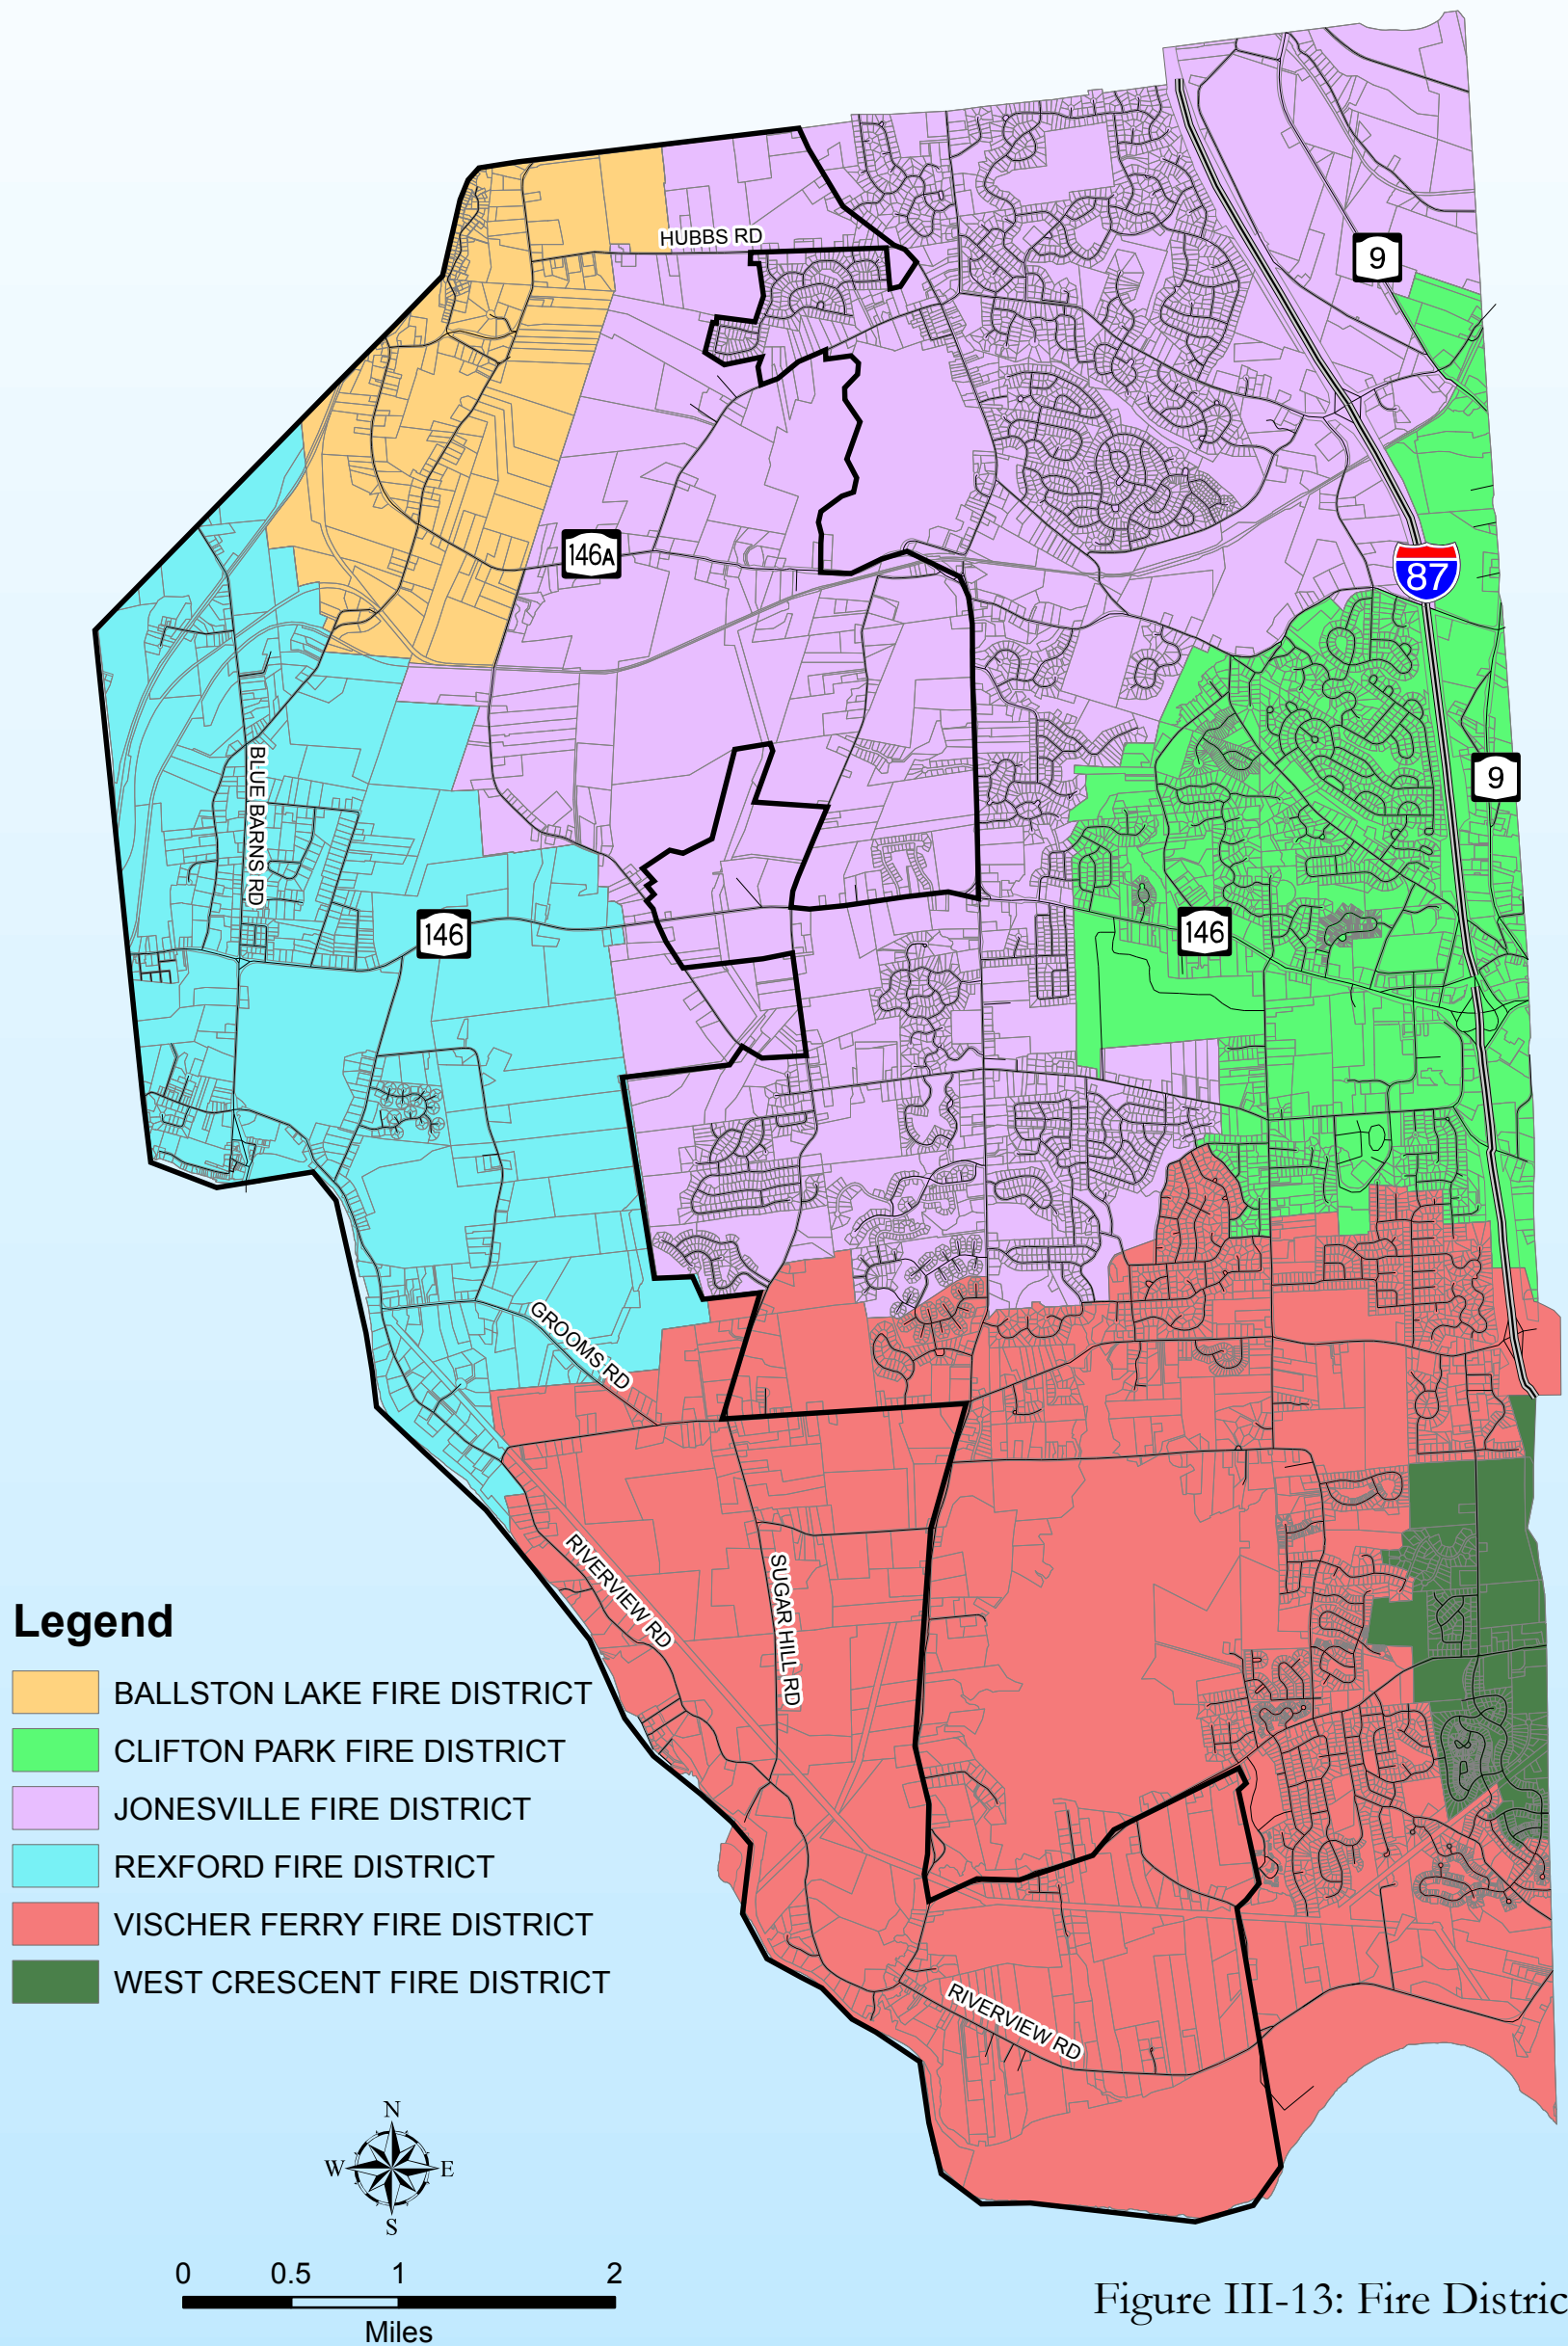 HUBBS RD
9
146A
87
BLUE BARNS RD
9
146
146
GROOMS RD
RIVERVIEW RD
SUGAR HILL RD
Legend
BALLSTON LAKE FIRE DISTRICT
CLIFTON PARK FIRE DISTRICT
JONESVILLE FIRE DISTRICT
REXFORD FIRE DISTRICT
VISCHER FERRY FIRE DISTRICT
WEST CRESCENT FIRE DISTRICT
RIVERVIEW RD
N
W E
S
0 0.5 1 2
Miles
Figure III-13: Fire Distric